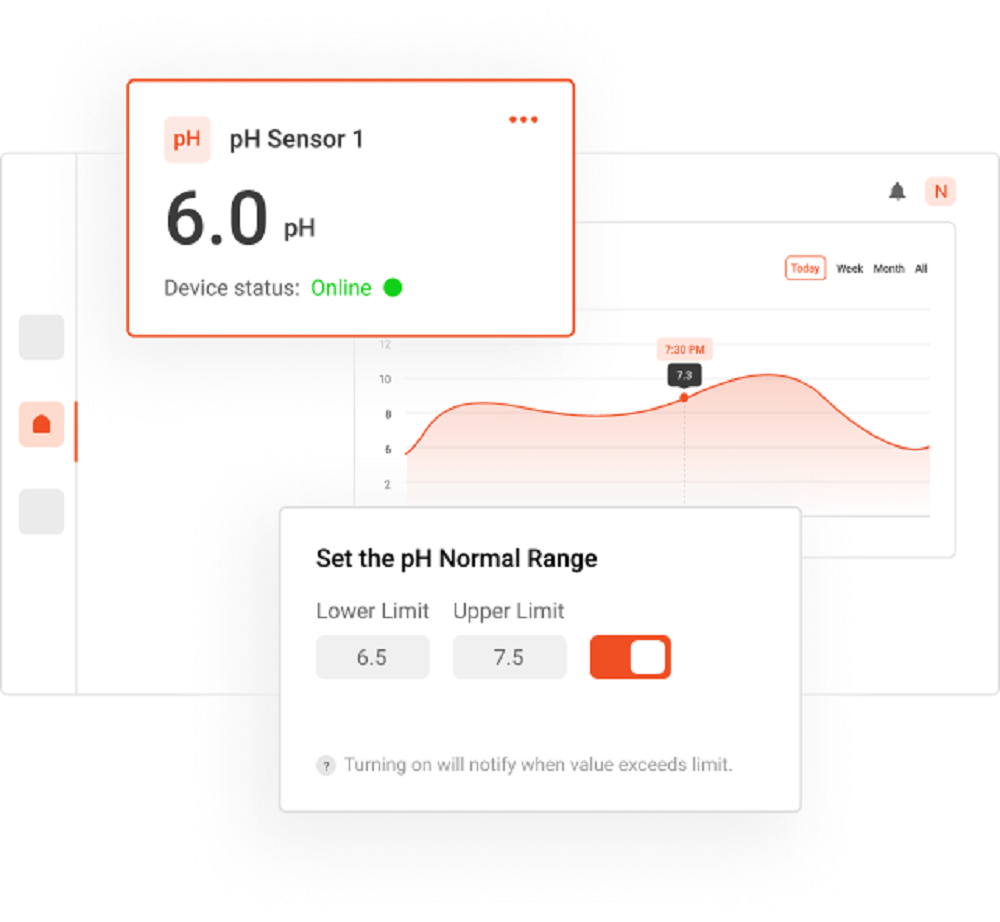 pH pH Sensor 1
6.0 pH
Device status: Online
N
Today Week Month All
12
10
8
6
2
7:30 PM
7.3
Set the pH Normal Range
Lower Limit Upper Limit
6.5 7.5
? Turning on will notify when value exceeds limit.